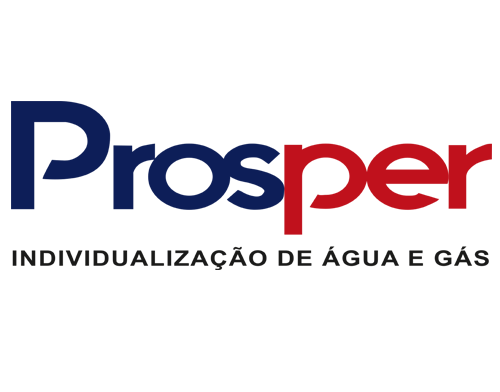 Prosper
INDIVIDUALIZAÇÃO DE ÁGUA E GÁS